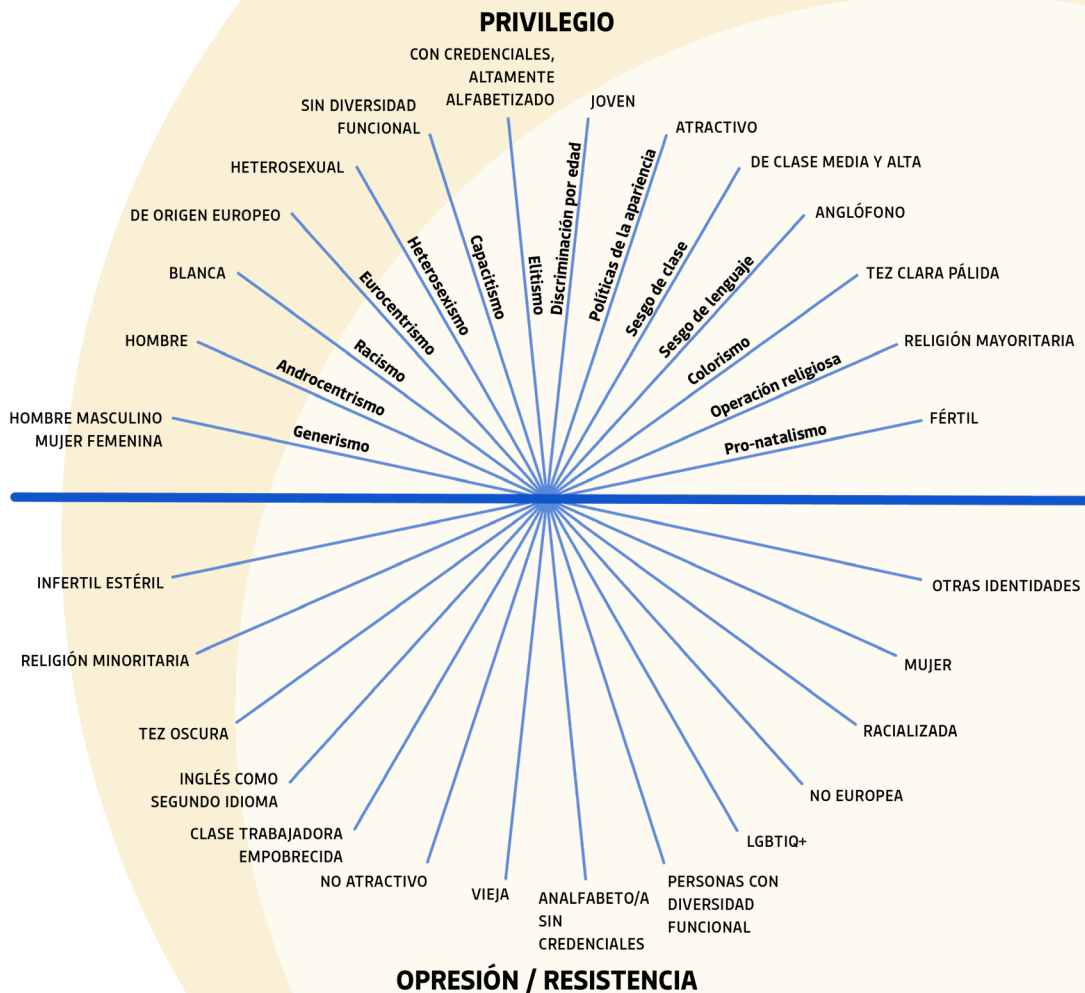 PRIVILEGIO
CON CREDENCIALES,
ALTAMENTE
ALFABETIZADO
JOVEN
SIN DIVERSIDAD
FUNCIONAL
ATRACTIVO
HETEROSEXUAL
DE CLASE MEDIA Y ALTA
DE ORIGEN EUROPEO
ANGLÓFONO
BLANCA
TEZ CLARA PÁLIDA
HOMBRE
RELIGIÓN MAYORITARIA
HOMBRE MASCULINO
MUJER FEMENINA
FÉRTIL
Generismo
Androcentrismo
Racismo
Eurocentrismo
Heterosexismo
Capacitismo
Elitismo
Discriminación por edad
Políticas de la apariencia
Sesgo de clase
Sesgo de lenguaje
Colorismo
Operación religiosa
Pro-natalismo
INFERTIL ESTÉRIL
OTRAS IDENTIDADES
RELIGIÓN MINORITARIA
MUJER
TEZ OSCURA
RACIALIZADA
INGLÉS COMO
SEGUNDO IDIOMA
NO EUROPEA
CLASE TRABAJADORA
EMPOBRECIDA
LGBTIQ+
NO ATRACTIVO
VIEJA
ANALFABETO/A
SIN
CREDENCIALES
PERSONAS CON
DIVERSIDAD
FUNCIONAL
OPRESIÓN / RESISTENCIA